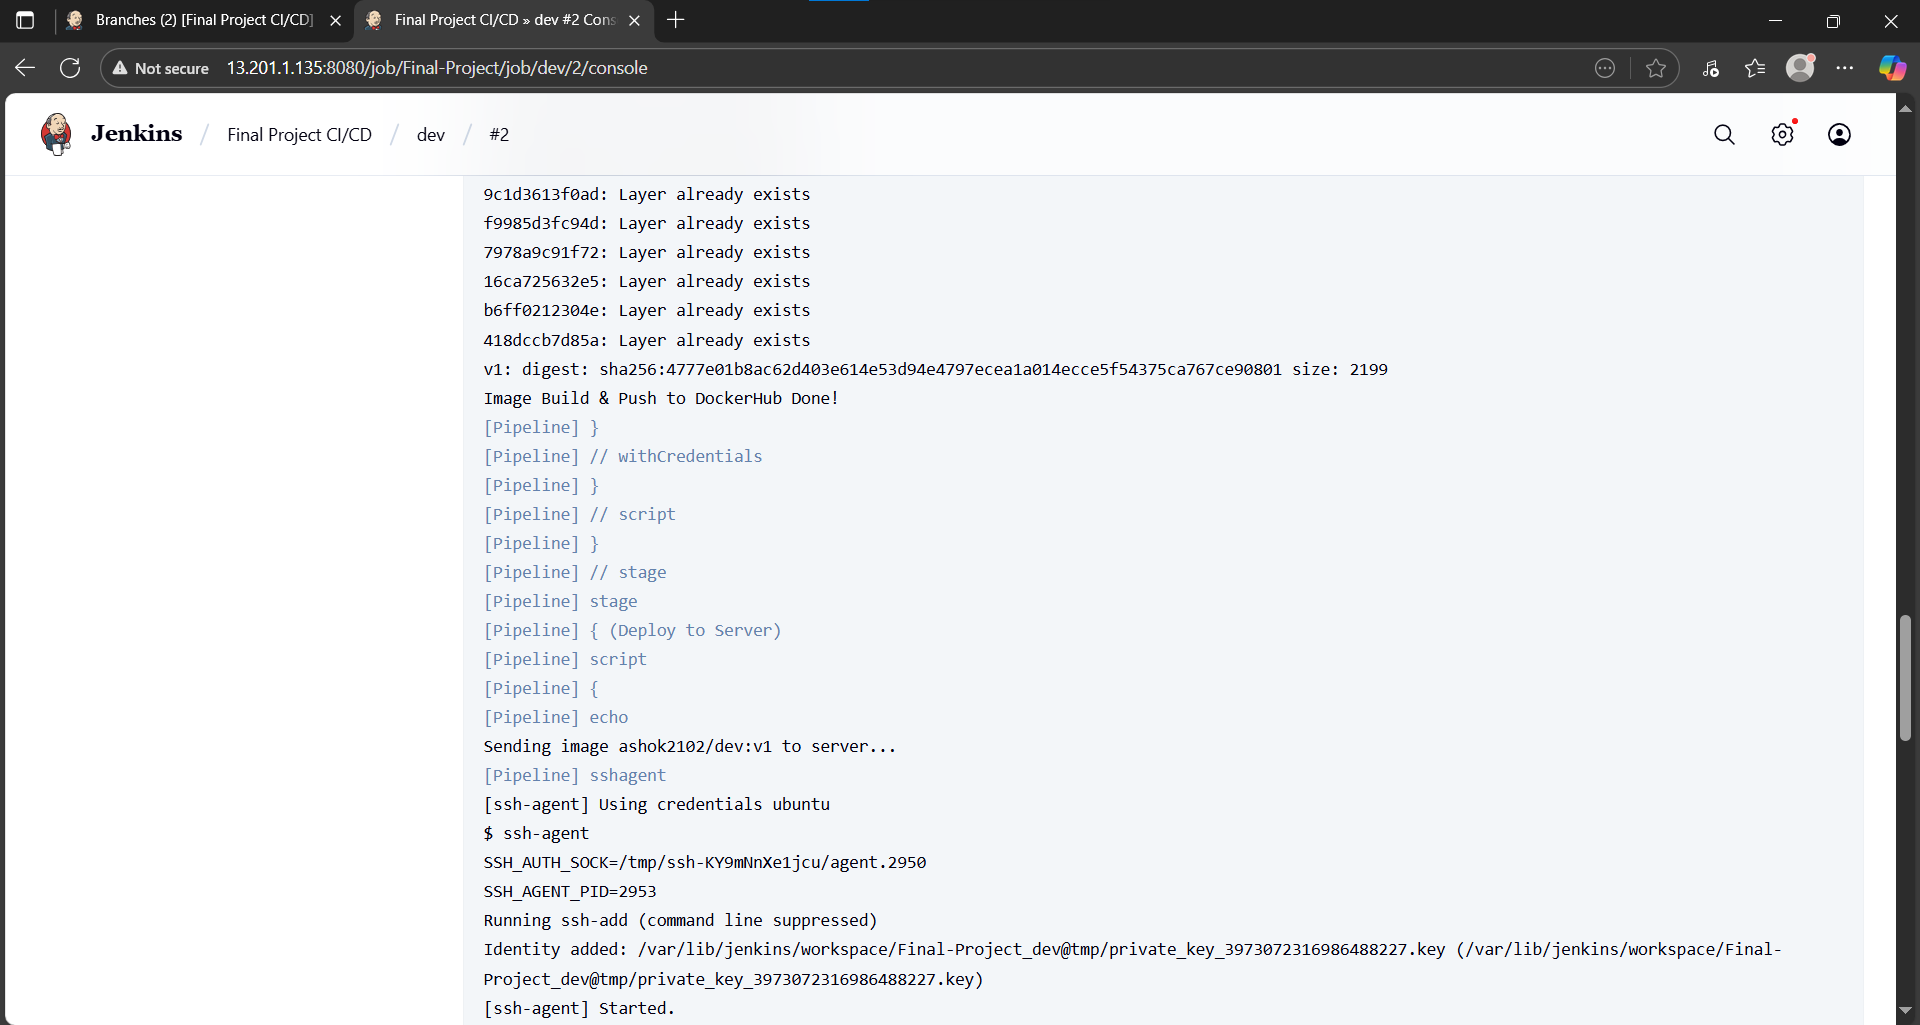 Branches (2) [Final Project CI/CD]
Final Project CI/CD » dev #2 Cons
Not secure
13.201.1.135:8080/job/Final-Project/job/dev/2/console
Jenkins / Final Project CI/CD / dev / #2
9c1d3613f0ad: Layer already exists
f9985d3fc94d: Layer already exists
7978a9c91f72: Layer already exists
16ca725632e5: Layer already exists
b6ff0212304e: Layer already exists
418dccb7d85a: Layer already exists
v1: digest: sha256:4777e01b8ac62d403e614e53d94e4797ecea1a014ecce5f54375ca767ce90801 size: 2199
Image Build & Push to DockerHub Done!
[Pipeline] }
[Pipeline] // withCredentials
[Pipeline] }
[Pipeline] // script
[Pipeline] }
[Pipeline] // stage
[Pipeline] stage
[Pipeline] { (Deploy to Server)
[Pipeline] script
[Pipeline] {
[Pipeline] echo
Sending image ashok2102/dev:v1 to server...
[Pipeline] sshagent
[ssh-agent] Using credentials ubuntu
$ ssh-agent
SSH_AUTH_SOCK=/tmp/ssh-KY9mNnXe1jcu/agent.2950
SSH_AGENT_PID=2953
Running ssh-add (command line suppressed)
Identity added: /var/lib/jenkins/workspace/Final-Project_dev@tmp/private_key_3973072316986488227.key (/var/lib/jenkins/workspace/Final-
Project_dev@tmp/private_key_3973072316986488227.key)
[ssh-agent] Started.